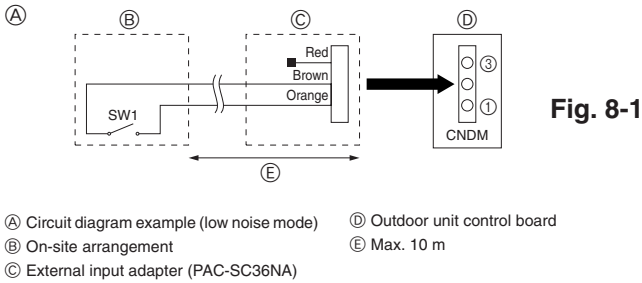 Ⓐ
Ⓑ
Ⓒ
Ⓓ
Red
Brown
Orange
SW1
③
①
CNDM
Ⓔ
Fig. 8-1
Ⓐ Circuit diagram example (low noise mode)
Ⓑ On-site arrangement
Ⓒ External input adapter (PAC-SC36NA)
Ⓓ Outdoor unit control board
Ⓔ Max. 10 m